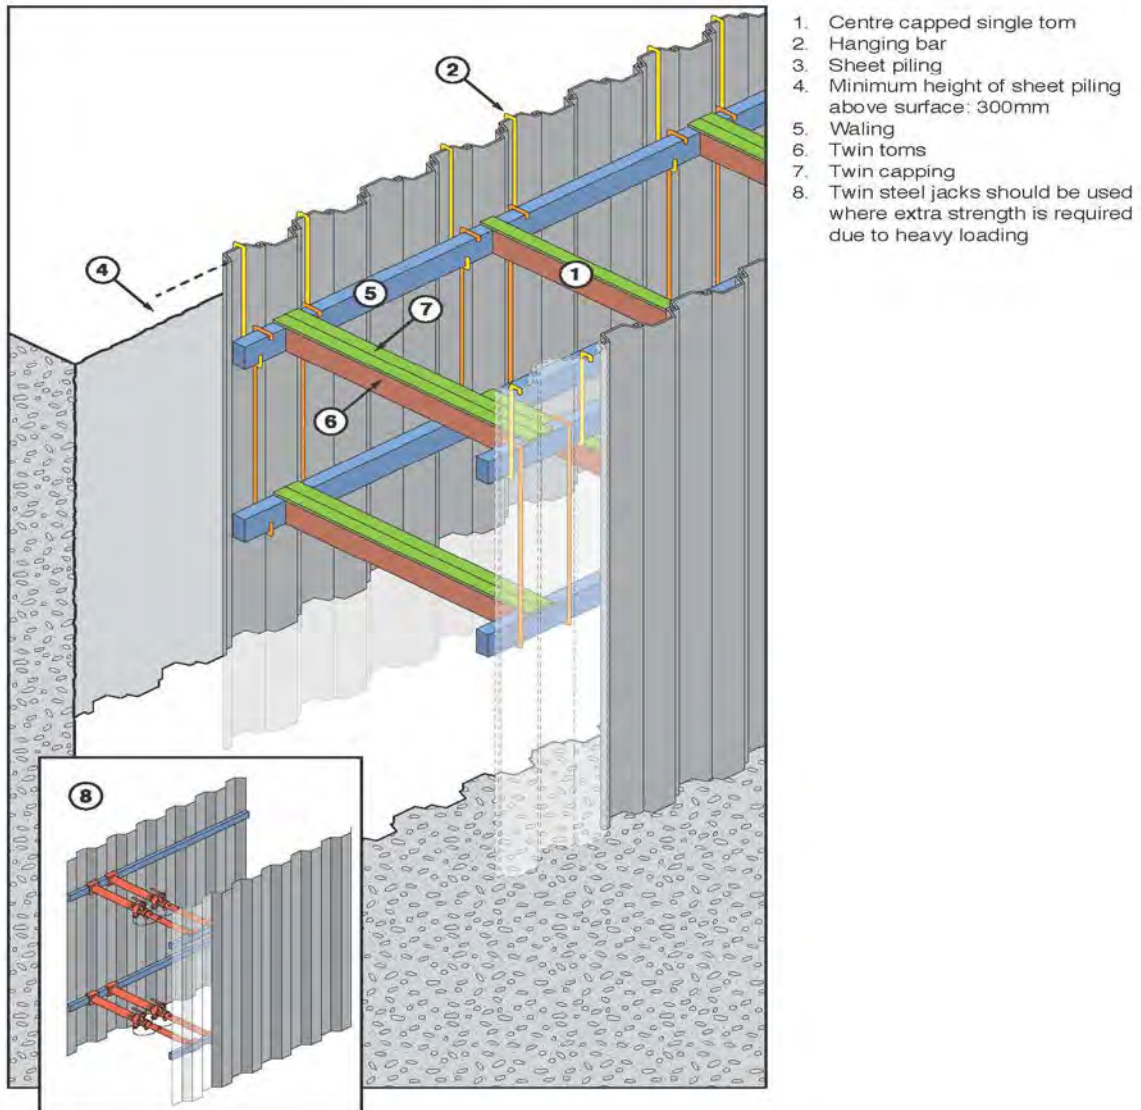 1. Centre capped single tom
2. Hanging bar
3. Sheet piling
4. Minimum height of sheet piling
above surface: 300mm
5. Waling
6. Twin toms
7. Twin capping
8. Twin steel jacks should be used
where extra strength is required
due to heavy loading
2
4
1
5
7
6
8